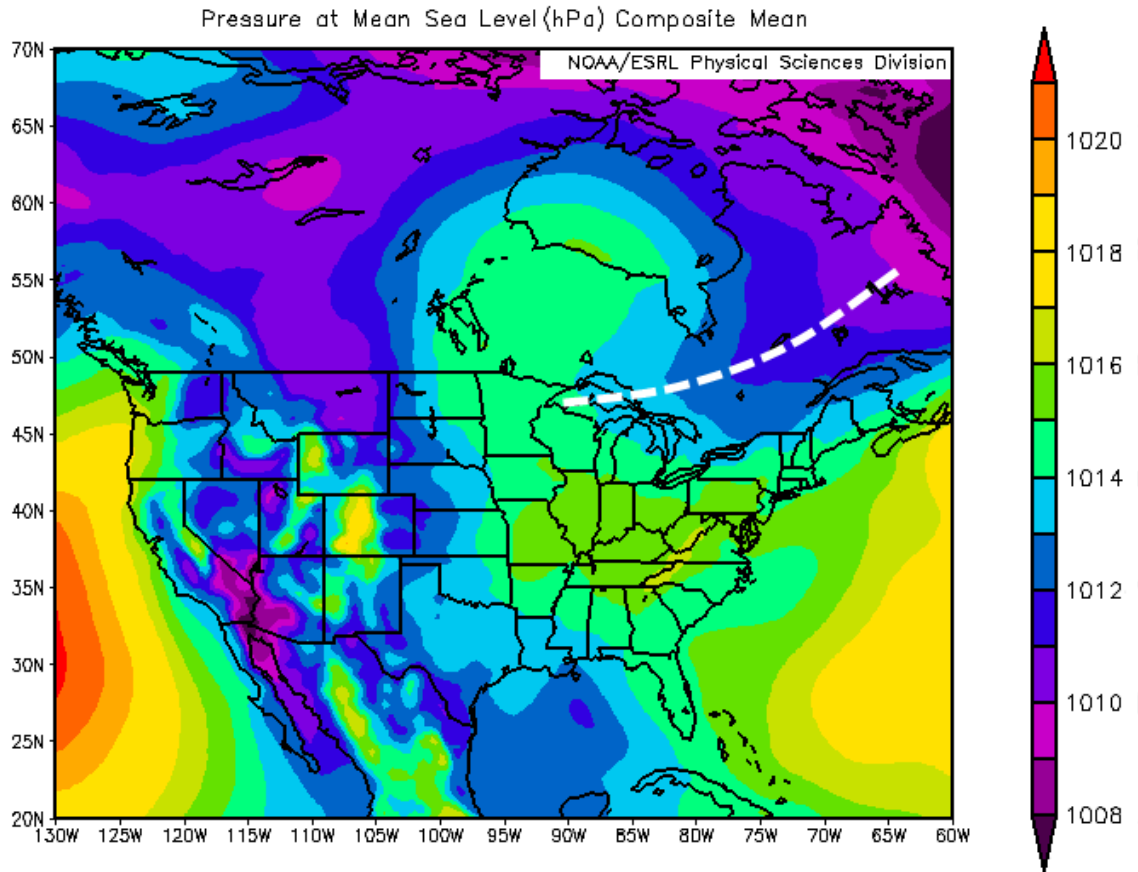 Pressure at Mean Sea Level (hPa) Composite Mean
NOAA/ESRL Physical Sciences Division
70N
65N
60N
55N
50N
45N
40N
35N
30N
25N
20N
130W 125W 120W 115W 110W 105W 100W 95W 90W 85W 80W 75W 70W 65W 60W
1020
1018
1016
1014
1012
1010
1008